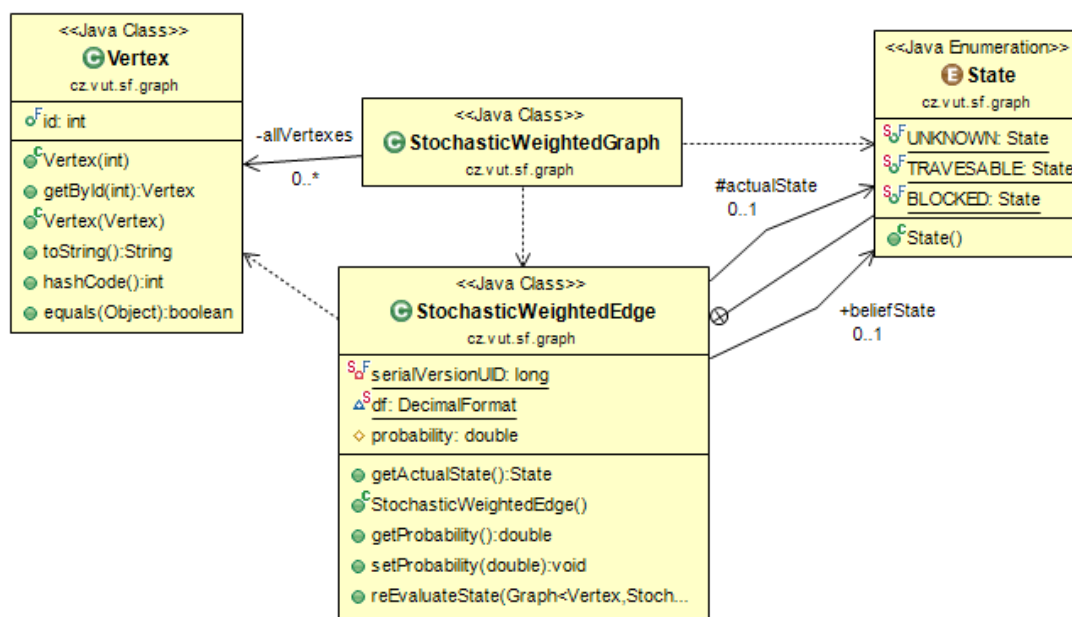 <<Java Class>>
Vertex
cz.vut.sf.graph
id: int
Vertex(int)
getById(int):Vertex
Vertex(Vertex)
toString():String
hashCode():int
equals(Object):boolean
-allVertexes
0..*
<<Java Class>>
StochasticWeightedGraph
cz.vut.sf.graph
<<Java Enumeration>>
State
cz.vut.sf.graph
UNKNOWN: State
TRAVESABLE: State
BLOCKED: State
State()
#actualState
0..1
+beliefState
0..1
<<Java Class>>
StochasticWeightedEdge
cz.vut.sf.graph
serialVersionUID: long
df: DecimalFormat
probability: double
getActualState():State
StochasticWeightedEdge()
getProbability():double
setProbability(double):void
reEvaluateState(Graph<Vertex,Stoch...